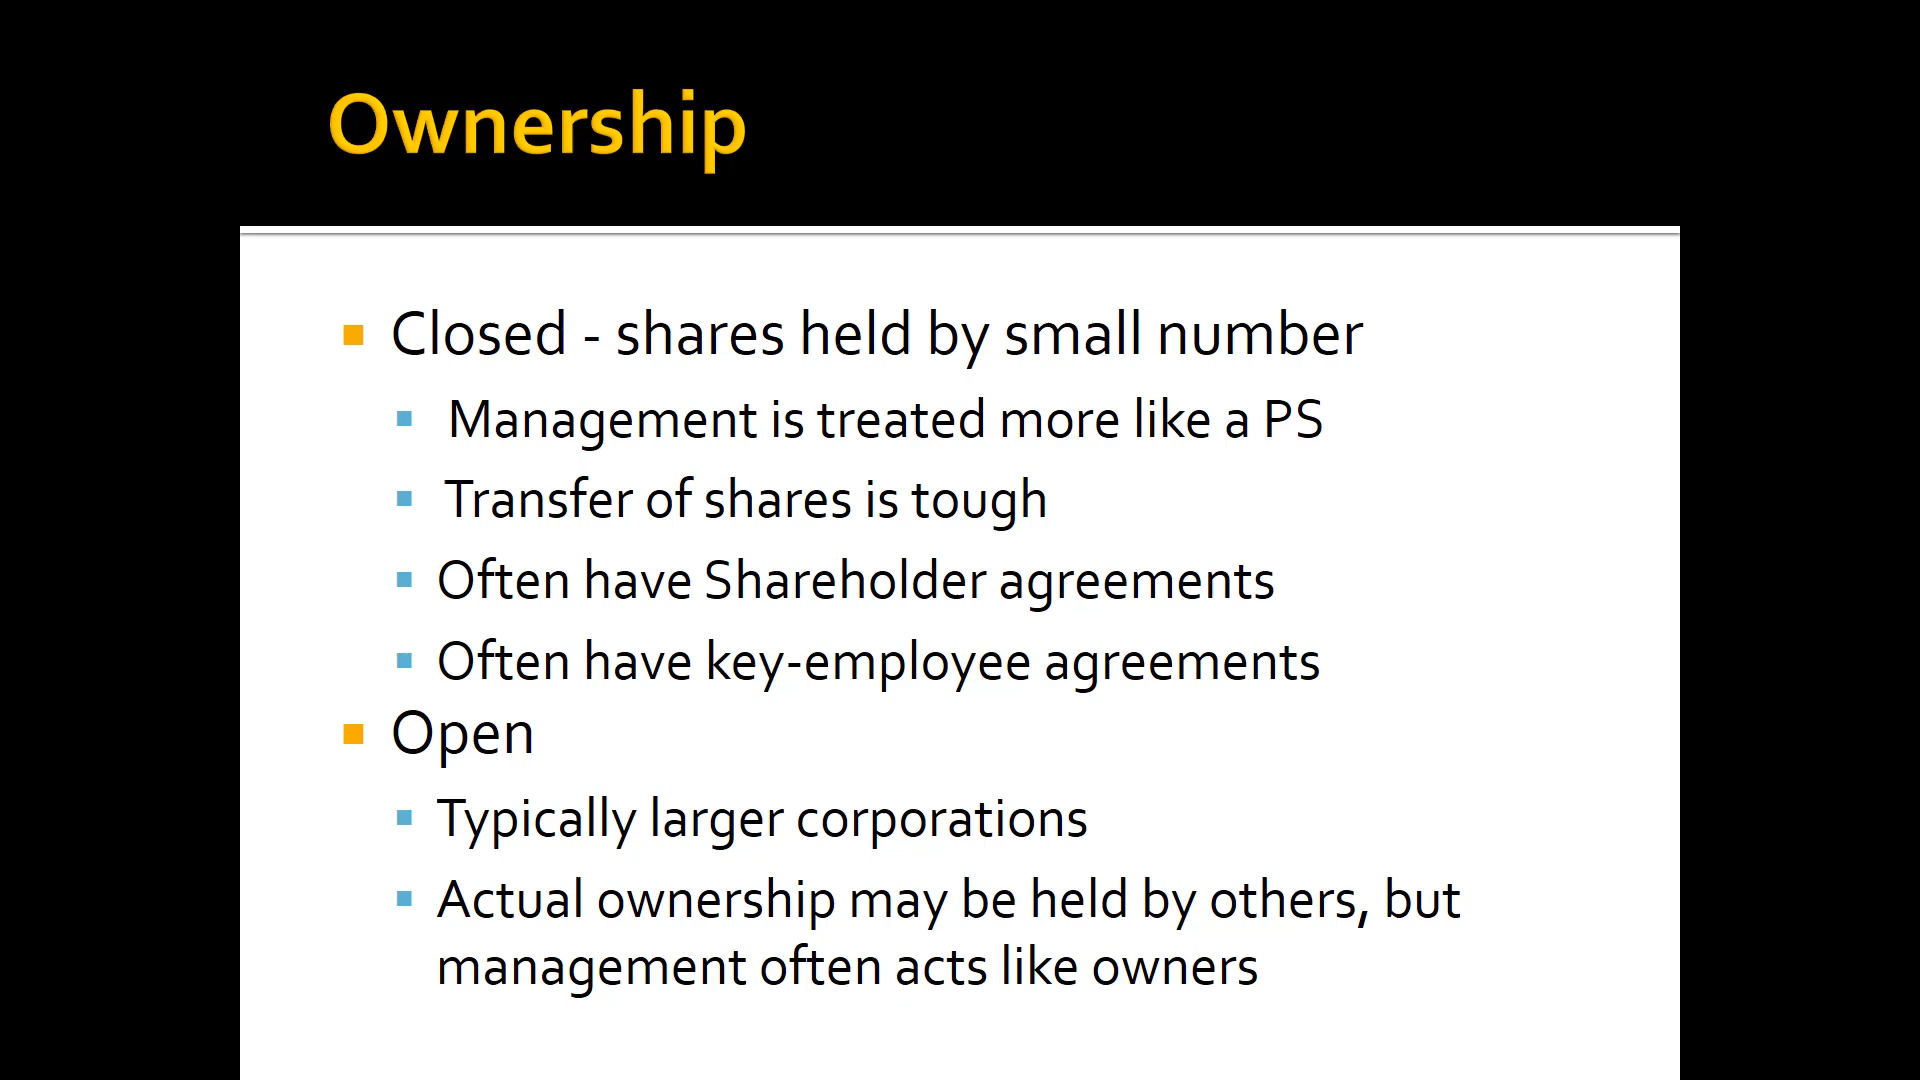 Ownership
Closed - shares held by small number
Management is treated more like a PS
Transfer of shares is tough
Often have Shareholder agreements
Often have key-employee agreements
Open
Typically larger corporations
Actual ownership may be held by others, but
management often acts like owners